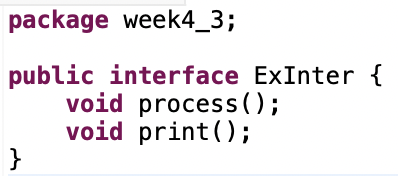 package week4_3;
public interface ExInter {
    void process();
    void print();
}